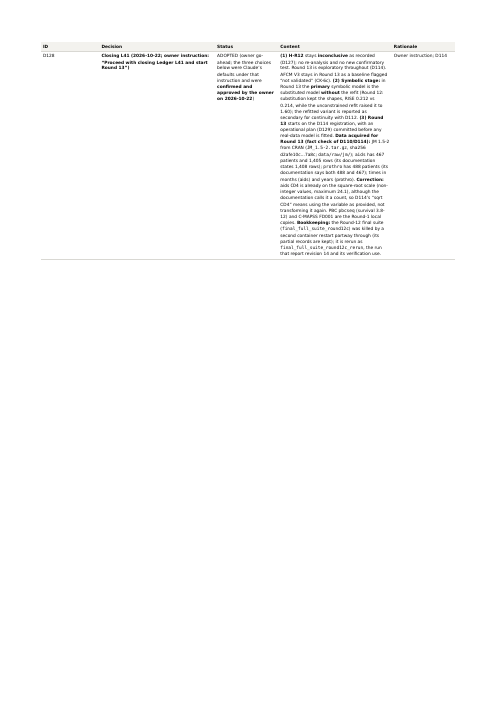 ID Decision Status Content Rationale
D128 Closing L41 (2026-10-22; owner instruction: "Proceed with closing Ledger L41 and start Round 13")
ADOPTED (owner go-ahead; the three choices below were Claude's defaults under that instruction and were confirmed and approved by the owner on 2026-10-22)
(1) H-R12 stays inconclusive as recorded
(D127); no re-analysis and no new confirmatory
test. Round 13 is exploratory throughout (D114).
AFCM V3 stays in Round 13 as a baseline flagged
"not validated" (CX-6c). (2) Symbolic stage: in
Round 13 the primary symbolic model is the
substituted model without the refit (Round 12:
substitution kept the shapes, RISE 0.212 vs
0.214, while the unconstrained refit raised it to
1.60); the refitted variant is reported as
secondary for continuity with D112. (3) Round
13 starts on the D114 registration, with an
operational plan (D129) committed before any
real-data model is fitted. Data acquired for
Round 13 (fact check of D110/D114): JM 1.5-2
from CRAN (JM_1.5-2.tar.gz, sha256
data/raw/jm/); aids has 467
patients and 1,405 rows (its documentation
states 1,408 rows); prothro has 488 patients (its
documentation says both 488 and 467); times in
months (aids) and years (prothro). Correction:
aids CD4 is already on the square-root scale (non-
integer values, maximum 24.1), although the
documentation calls it a count, so D114's "sqrt
CD4" means using the variable as provided, not
transforming it again. PBC pbcseq (survival 3.8-
12) and C-MAPSS FD001 are the Round-1 local
copies. Bookkeeping: the Round-12 final suite
(final_full_suite_round12c) was killed by a
second container restart partway through (its
partial records are kept); it is rerun as
final_full_suite_round12c_rerun, the run
that report revision 14 and its verification use.
Owner instruction; D114